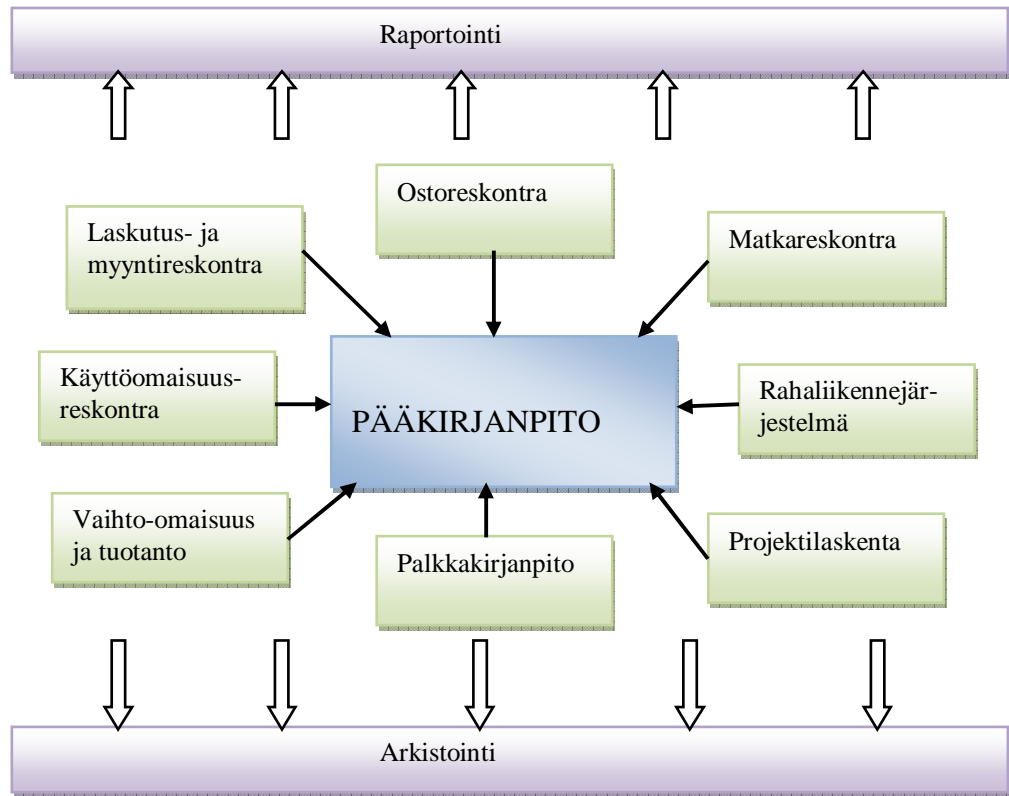 Raportointi
Ostoreskontra
Laskutus- ja
myyntireskontra
Matkareskontra
Käyttöomaisuus-
reskontra
PÄÄKIRJANPITO
Rahaliikennejär-
jestelmä
Vaihto-omaisuus
ja tuotanto
Palkkakirjanpito
Projektilaskenta
Arkistointi